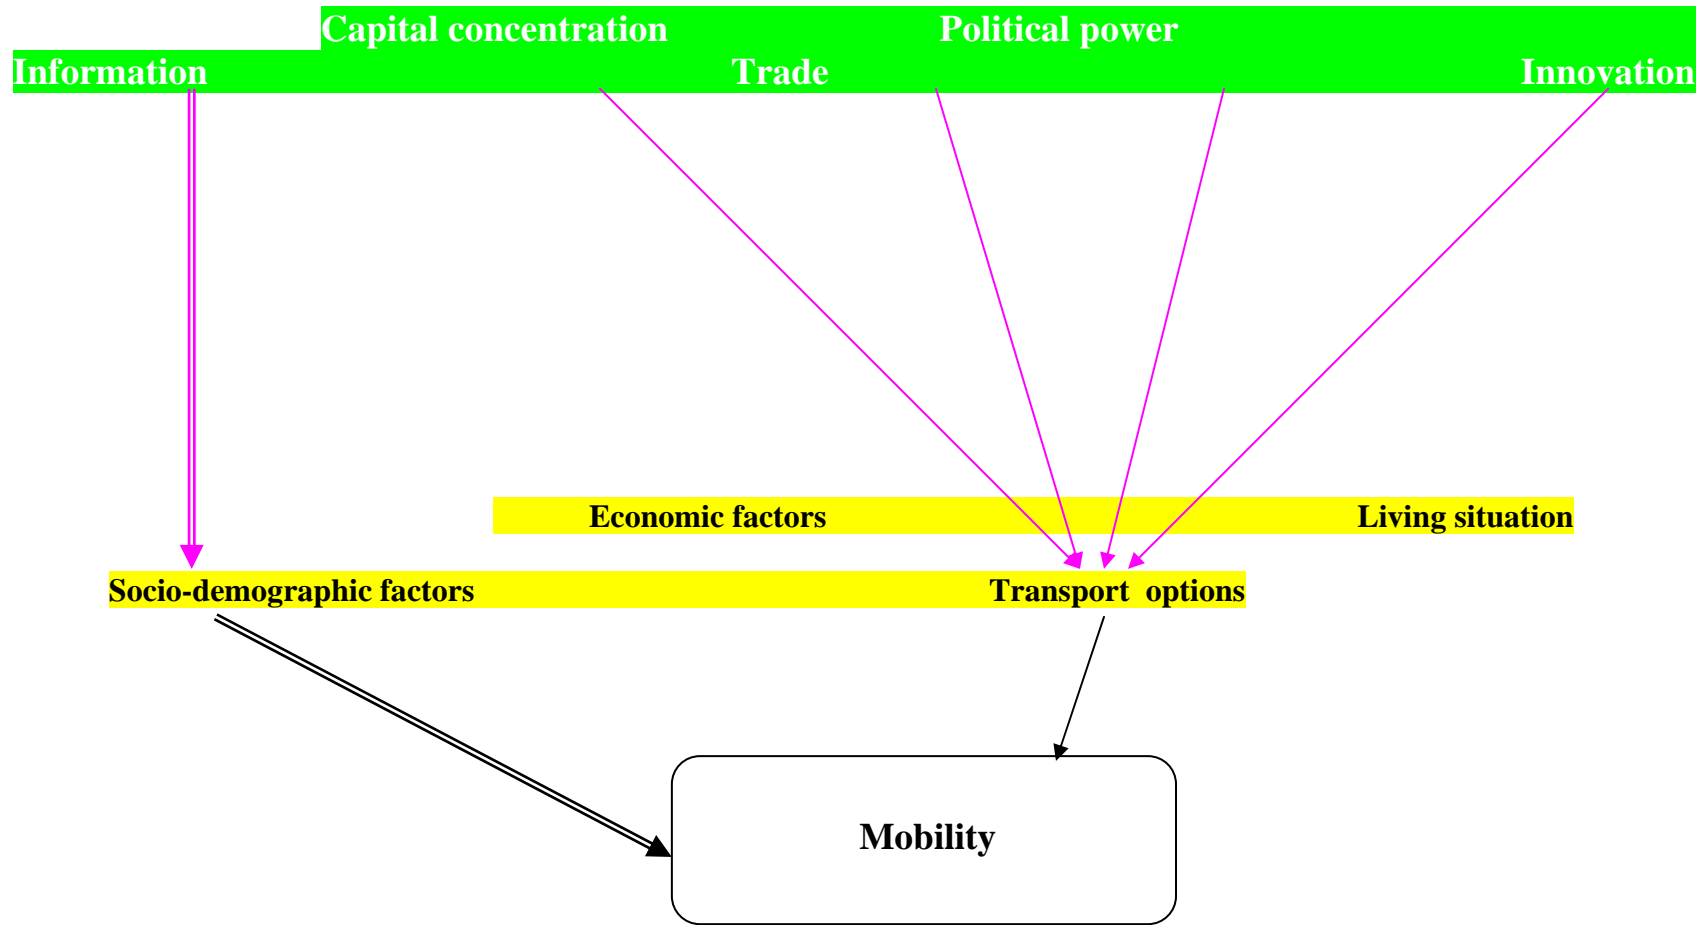 Capital concentration Political power
Information Trade Innovation
Economic factors Living situation
Socio-demographic factors Transport options
Mobility